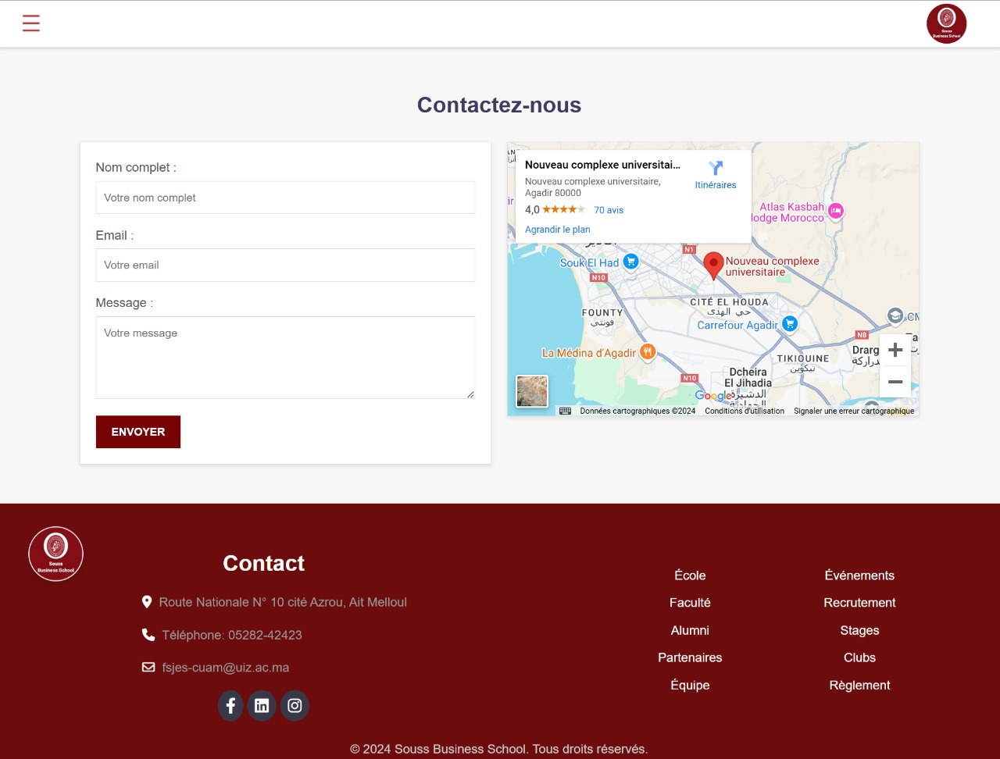 Souss
Business School
Contactez-nous
Nom complet :
Votre nom complet
Email :
Votre email
Message :
Votre message
ENVOYER
Nouveau complexe universitai...
Nouveau complexe universitaire,
Agadir 80000
Itinéraires
4,0
70 avis
Agrandir le plan
Atlas Kasbah
lodge Morocco
N1
Souk El Had
N10
Nouveau complexe
universitaire
CITÉ EL HOUDA
حي الهدى
FOUNTY
فونتي
Carrefour Agadir
N8
La Médina d'Agadir
TIKIOUINE
تيكوين
Drarg
الدراركة
N10
Dcheira
El Jihadia
الدشيرة
الجهادية
Google
Données cartographiques ©2024
Conditions d'utilisation
Signaler une erreur cartographique
Souss
Business School
Contact
Route Nationale N° 10 cité Azrou, Ait Melloul
Téléphone: 05282-42423
fsjes-cuam@uiz.ac.ma
École
Faculté
Alumni
Partenaires
Équipe
Événements
Recrutement
Stages
Clubs
Règlement
© 2024 Souss Business School. Tous droits réservés.